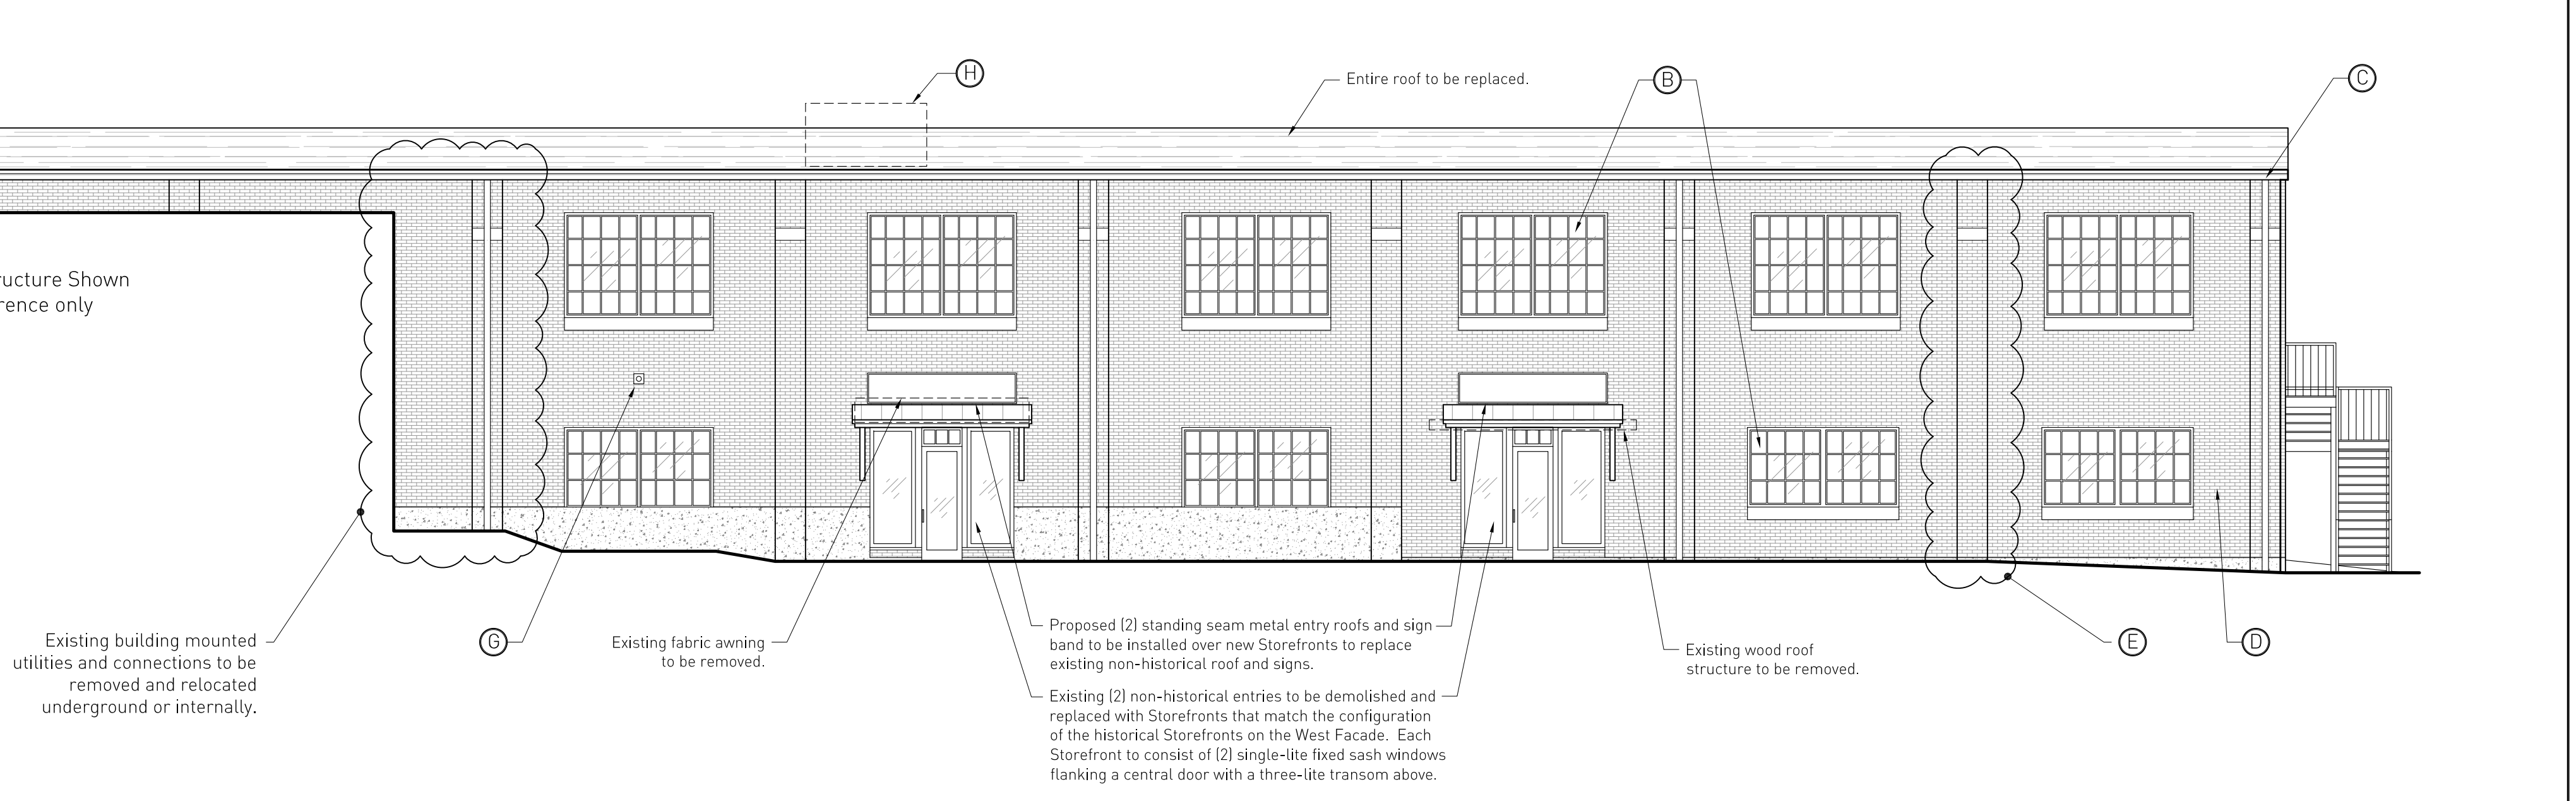 H
Entire roof to be replaced.
B
C
ructure Shown
rence only
Existing building mounted
utilities and connections to be
removed and relocated
underground or internally.
G
Existing fabric awning
to be removed.
Proposed (2) standing seam metal entry roofs and sign
band to be installed over new Storefronts to replace
existing non-historical roof and signs.
Existing (2) non-historical entries to be demolished and
replaced with Storefronts that match the configuration
of the historical Storefronts on the West Facade.  Each
Storefront to consist of (2) single-lite fixed sash windows
flanking a central door with a three-lite transom above.
Existing wood roof
structure to be removed.
E
D